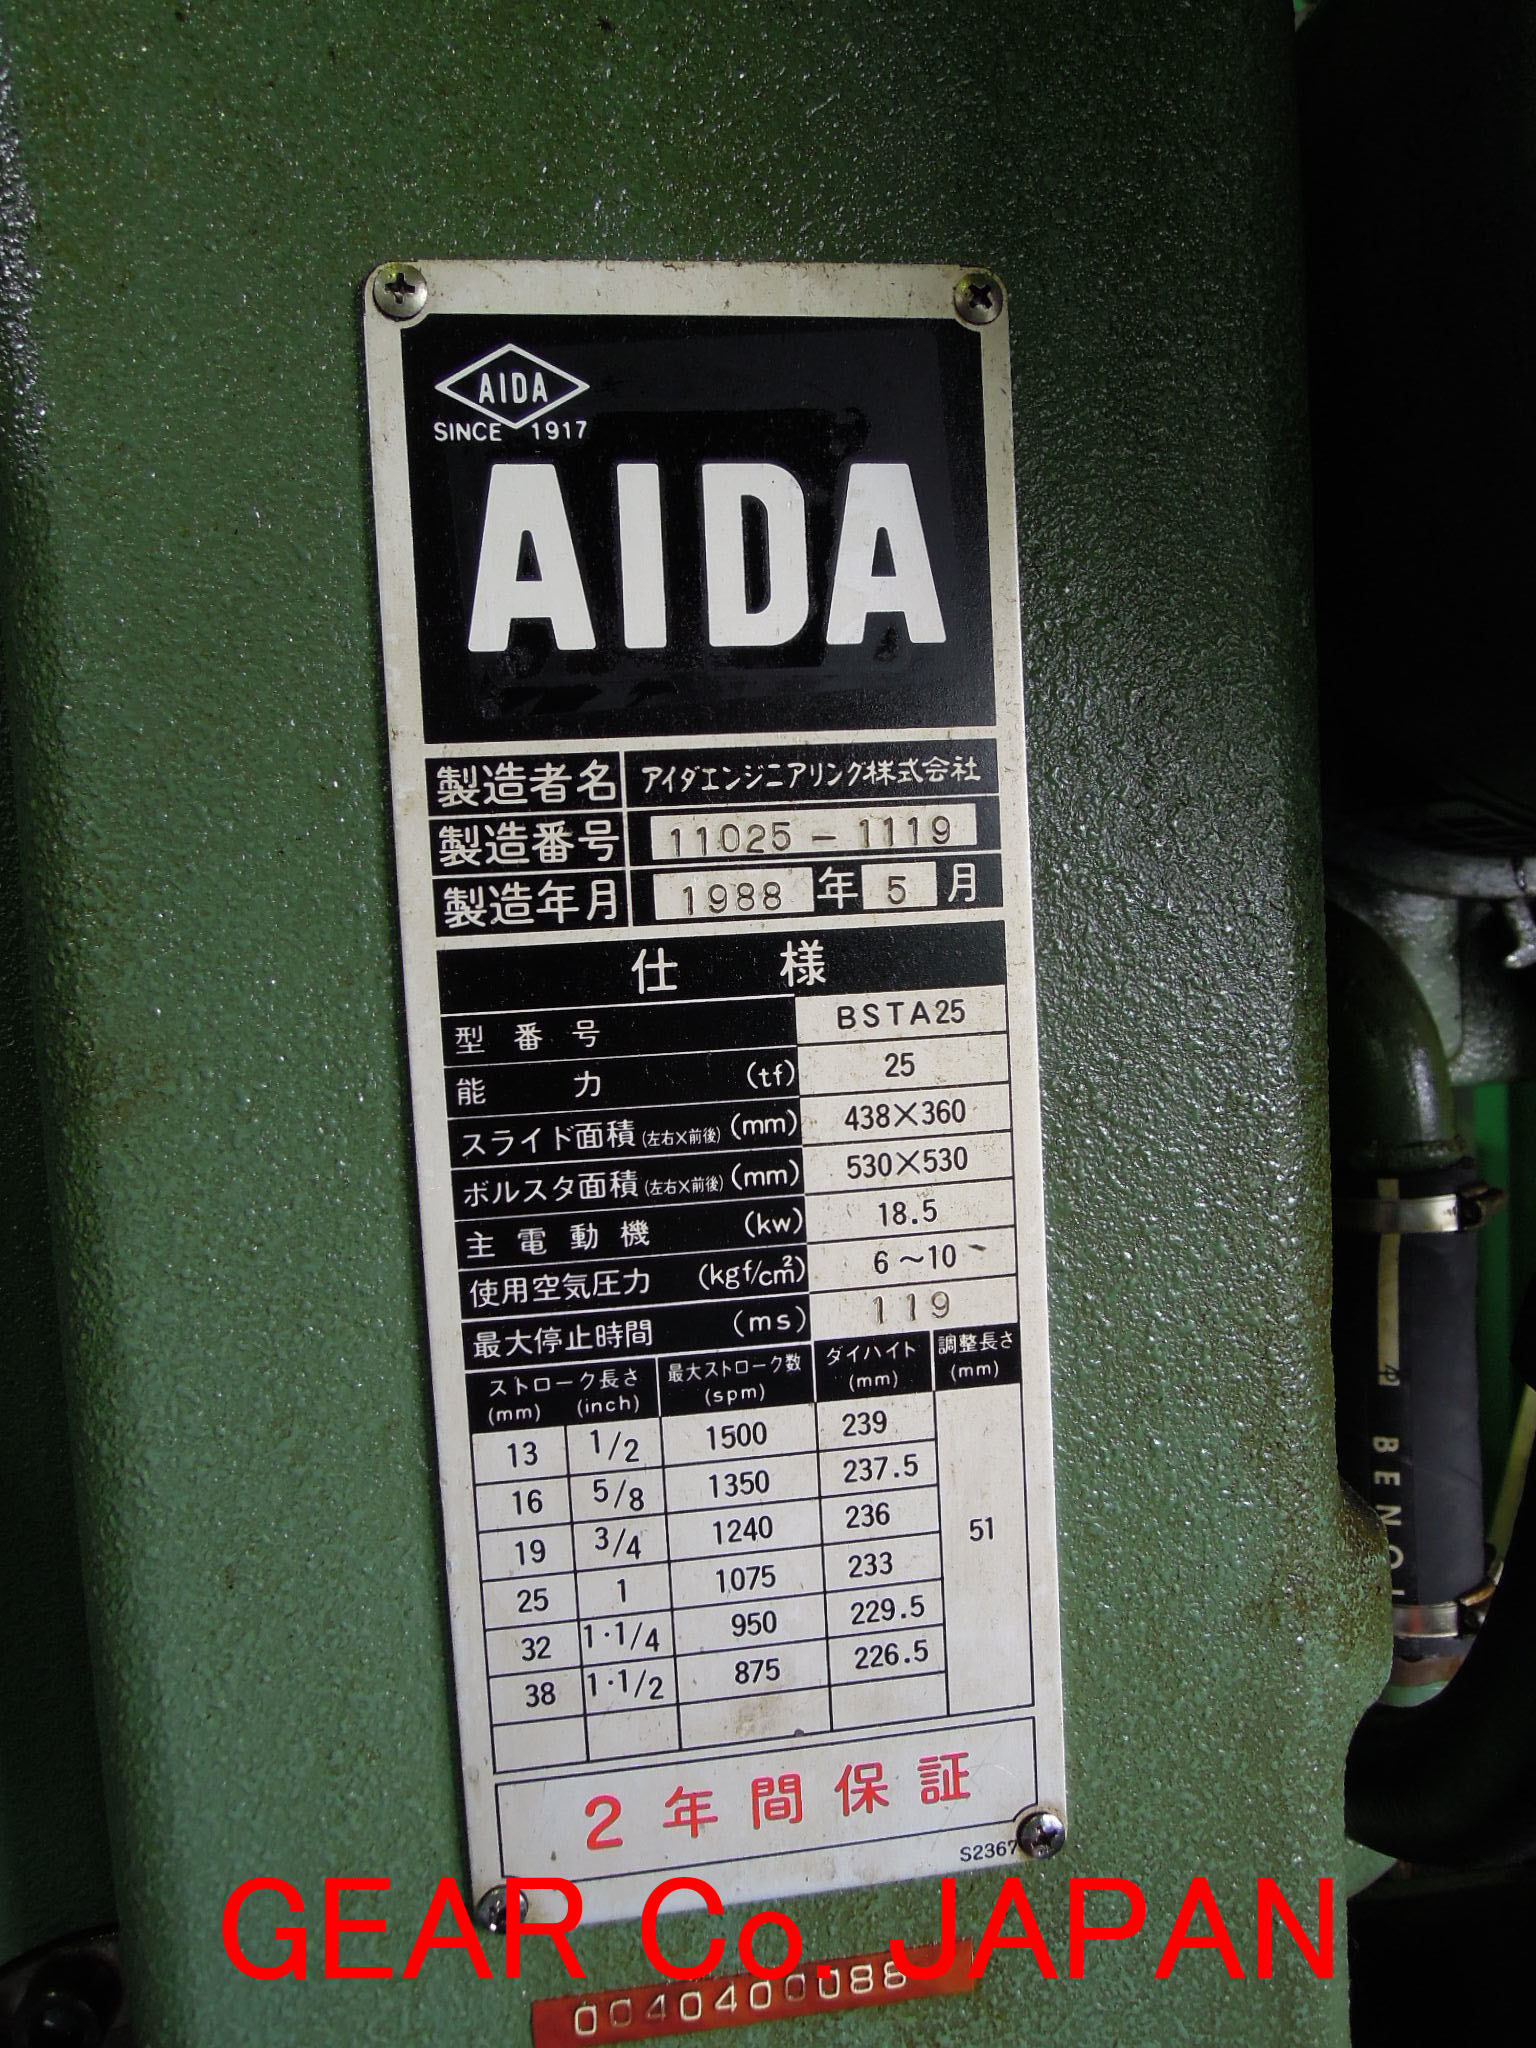 AIDA
SINCE 1917
AIDA
製造者名 アイダエンジニアリング株式会社
製造番号 11025-1119
製造年月 1988年5月
仕様
型番号 BSTA25
能力 (tf) 25
スライド面積(左右×前後)(mm) 438×360
ボルスタ面積(左右×前後)(mm) 530×530
主電動機 (kw) 18.5
使用空気圧力 (kgf/cm²) 6~10
最大停止時間 (ms) 119
ストローク長さ 最大ストローク数 ダイハイト 調整長さ
(mm) (inch) (spm) (mm) (mm)
13 1/2 1500 239
16 5/8 1350 237.5
19 3/4 1240 236
51
25 1 1075 233
32 1・1/4 950 229.5
38 1・1/2 875 226.5
2年間保証
S2367
GEAR Co. JAPAN
0040400088